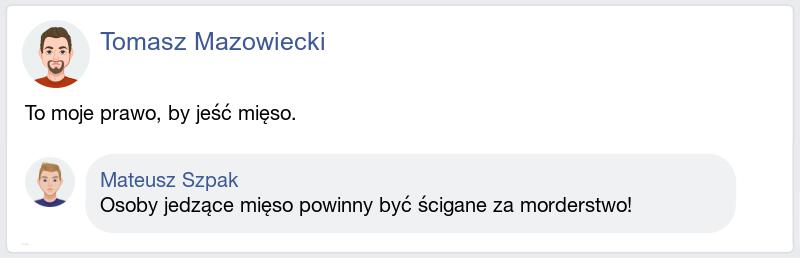 Tomasz Mazowiecki
To moje prawo, by jeść mięso.
Mateusz Szpak
Osoby jedzące mięso powinny być ścigane za morderstwo!